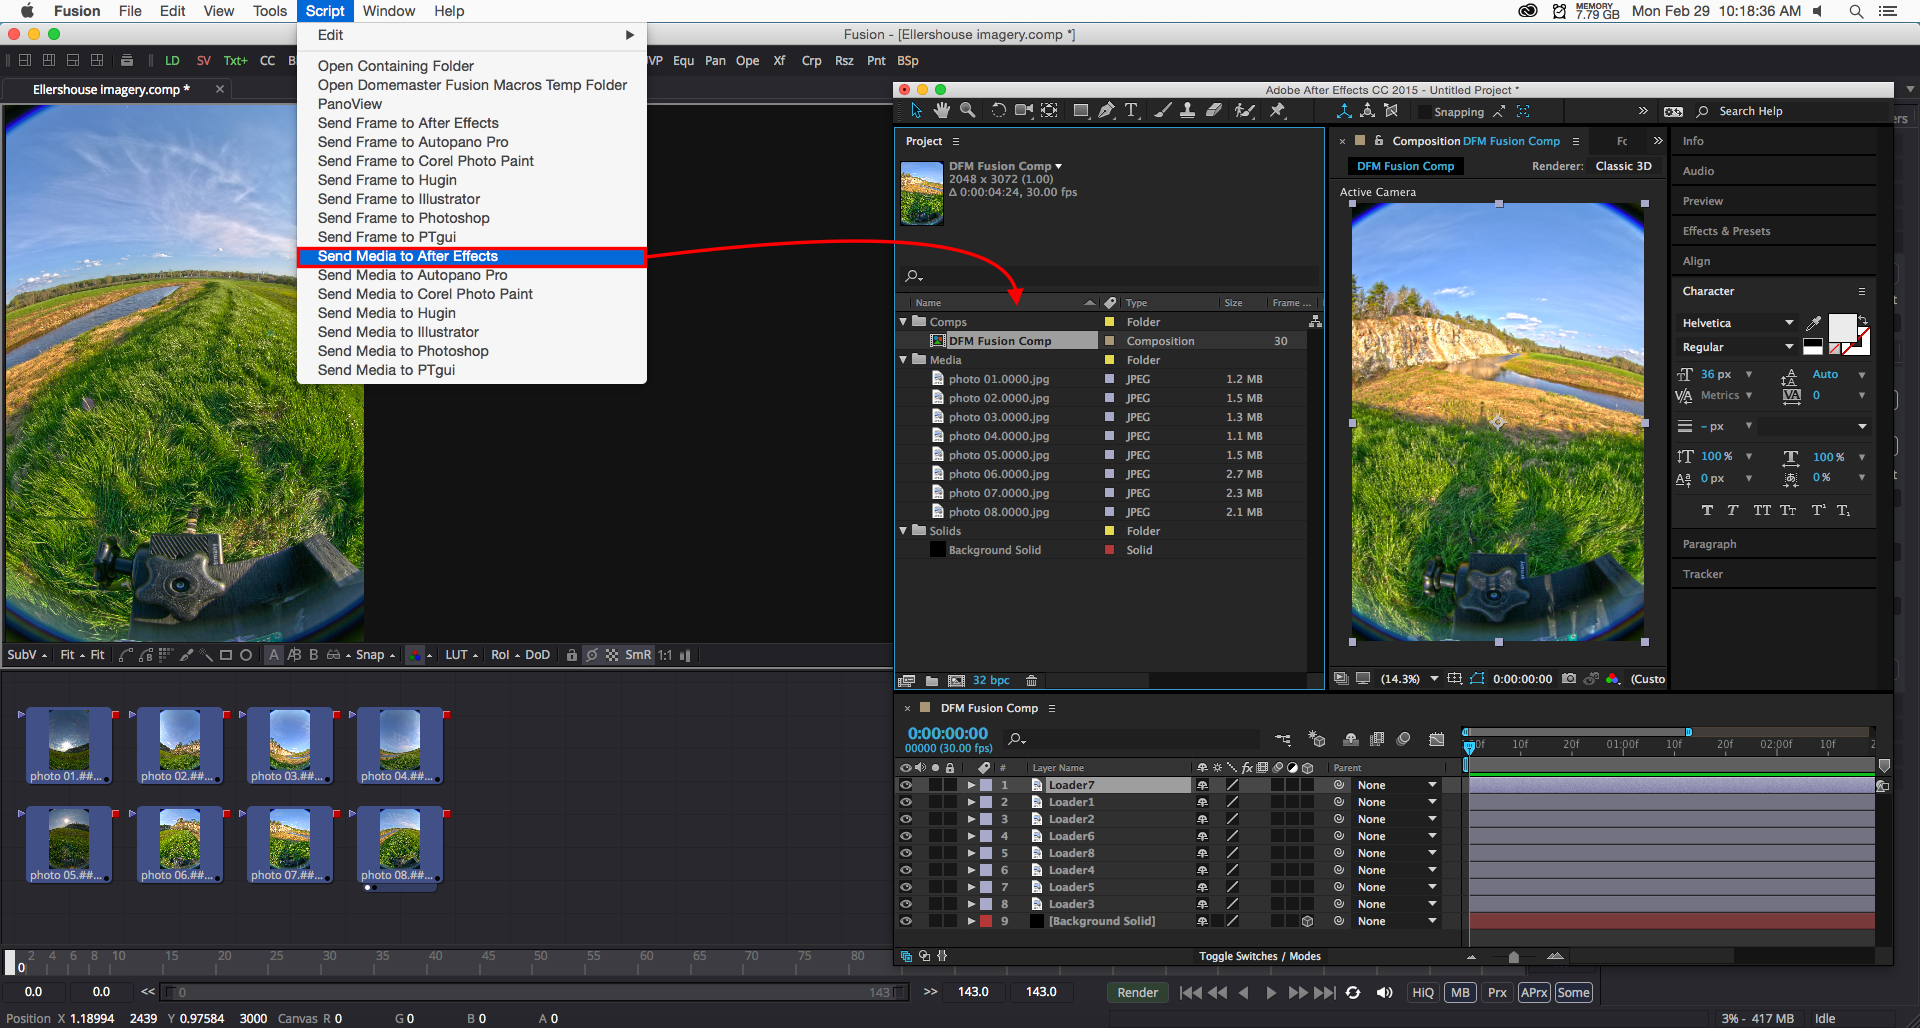 Fusion File Edit View Tools Script Window Help
MEMORY
7.79 GB
Mon Feb 29 10:18:36 AM
Fusion - [Ellershouse imagery.comp *]
LD SV Txt+ CC
VP Equ Pan Ope Xf Crp Rsz Pnt BSp
Ellershouse imagery.comp *
Edit
Open Containing Folder
Open Domemaster Fusion Macros Temp Folder
PanoView
Send Frame to After Effects
Send Frame to Autopano Pro
Send Frame to Corel Photo Paint
Send Frame to Hugin
Send Frame to Illustrator
Send Frame to Photoshop
Send Frame to PTgui
Send Media to After Effects
Send Media to Autopano Pro
Send Media to Corel Photo Paint
Send Media to Hugin
Send Media to Illustrator
Send Media to Photoshop
Send Media to PTgui
SubV Fit Fit A B Snap LUT RoI DoD SmR 1:1
photo 01.##... photo 02.##... photo 03.##... photo 04.##...
photo 05.##... photo 06.##... photo 07.##... photo 08.##...
0 2 4 6 8 10 15 20 25 30 35 40 45 50 55 60 65 70 75 80
0.0 0.0 << 0 143 >> 143.0 143.0 Render HiQ MB Prx APrx Some
Position X 1.18994 2439 Y 0.97584 3000 Canvas R 0 G 0 B 0 A 0
3% - 417 MB Idle
Adobe After Effects CC 2015 - Untitled Project *
Snapping
Search Help
Project
DFM Fusion Comp
2048 x 3072 (1.00)
Δ 0:00:04:24, 30.00 fps
Name Type Size Frame ...
Comps Folder
DFM Fusion Comp Composition 30
Media Folder
photo 01.0000.jpg JPEG 1.2 MB
photo 02.0000.jpg JPEG 1.5 MB
photo 03.0000.jpg JPEG 1.3 MB
photo 04.0000.jpg JPEG 1.1 MB
photo 05.0000.jpg JPEG 1.5 MB
photo 06.0000.jpg JPEG 2.7 MB
photo 07.0000.jpg JPEG 2.3 MB
photo 08.0000.jpg JPEG 2.1 MB
Solids Folder
Background Solid Solid
32 bpc
Composition DFM Fusion Comp
DFM Fusion Comp
Renderer: Classic 3D
Active Camera
(14.3%) 0:00:00:00 (Custo
Info
Audio
Preview
Effects & Presets
Align
Character
Helvetica
Regular
36 px Auto
Metrics 0
- px
100 % 100 %
0 px 0 %
T T TT Tт T¹ T₁
Paragraph
Tracker
DFM Fusion Comp
0:00:00:00
00000 (30.00 fps)
10f 20f 01:00f 10f 20f 02:00f 10f
# Layer Name fx Parent
1 Loader7 None
2 Loader1 None
3 Loader2 None
4 Loader6 None
5 Loader8 None
6 Loader4 None
7 Loader5 None
8 Loader3 None
9 [Background Solid] None
Toggle Switches / Modes